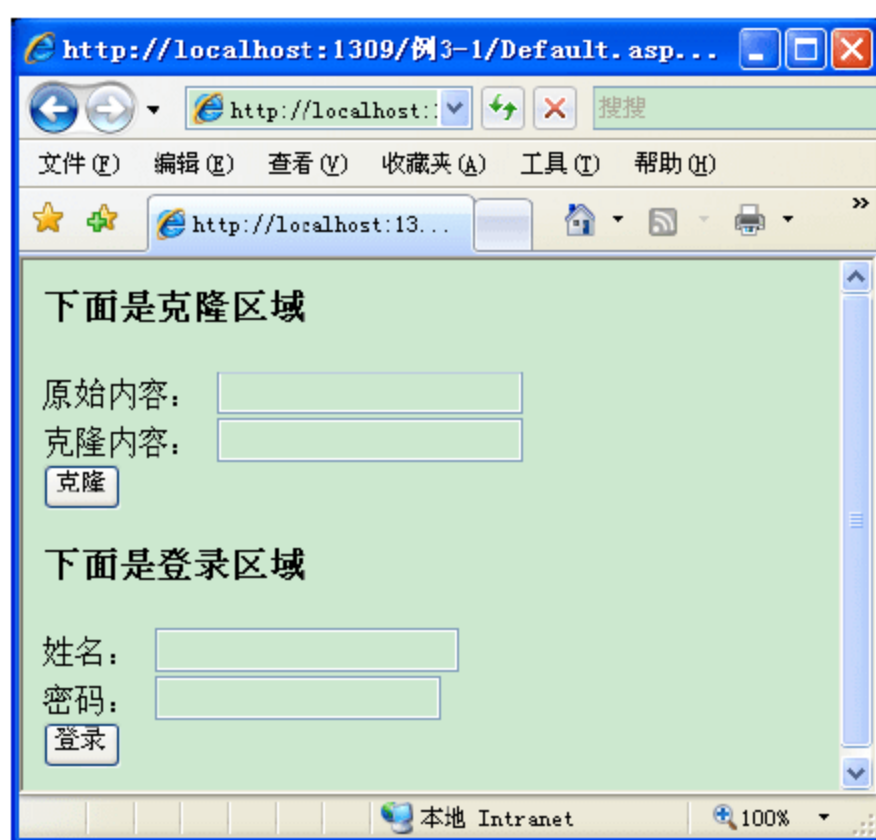 http://localhost:1309/例3-1/Default.asp...
http://localhost:
搜搜
文件(F) 编辑(E) 查看(V) 收藏夹(A) 工具(T) 帮助(H)
http://localhost:13... »
下面是克隆区域
原始内容：
克隆内容：
克隆
下面是登录区域
姓名：
密码：
登录
本地 Intranet 100%